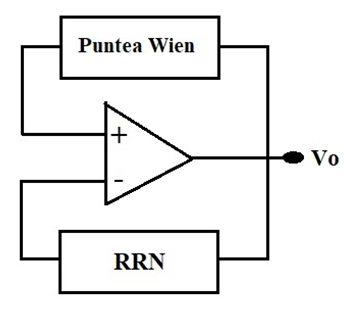 Puntea Wien
+
Vo
-
RRN